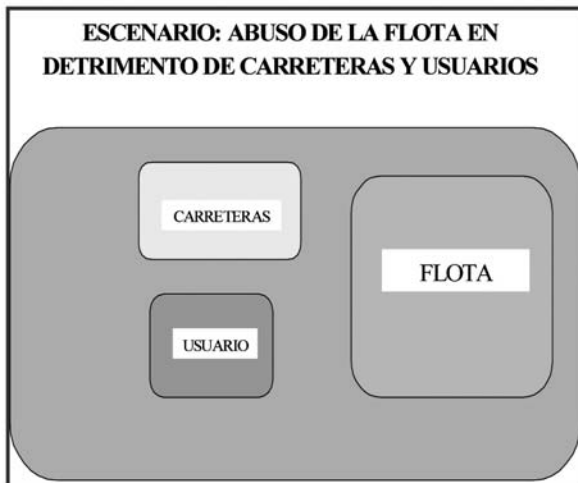 ESCENARIO: ABUSO DE LA FLOTA EN
DETRIMENTO DE CARRETERAS Y USUARIOS
CARRETERAS
FLOTA
USUARIO